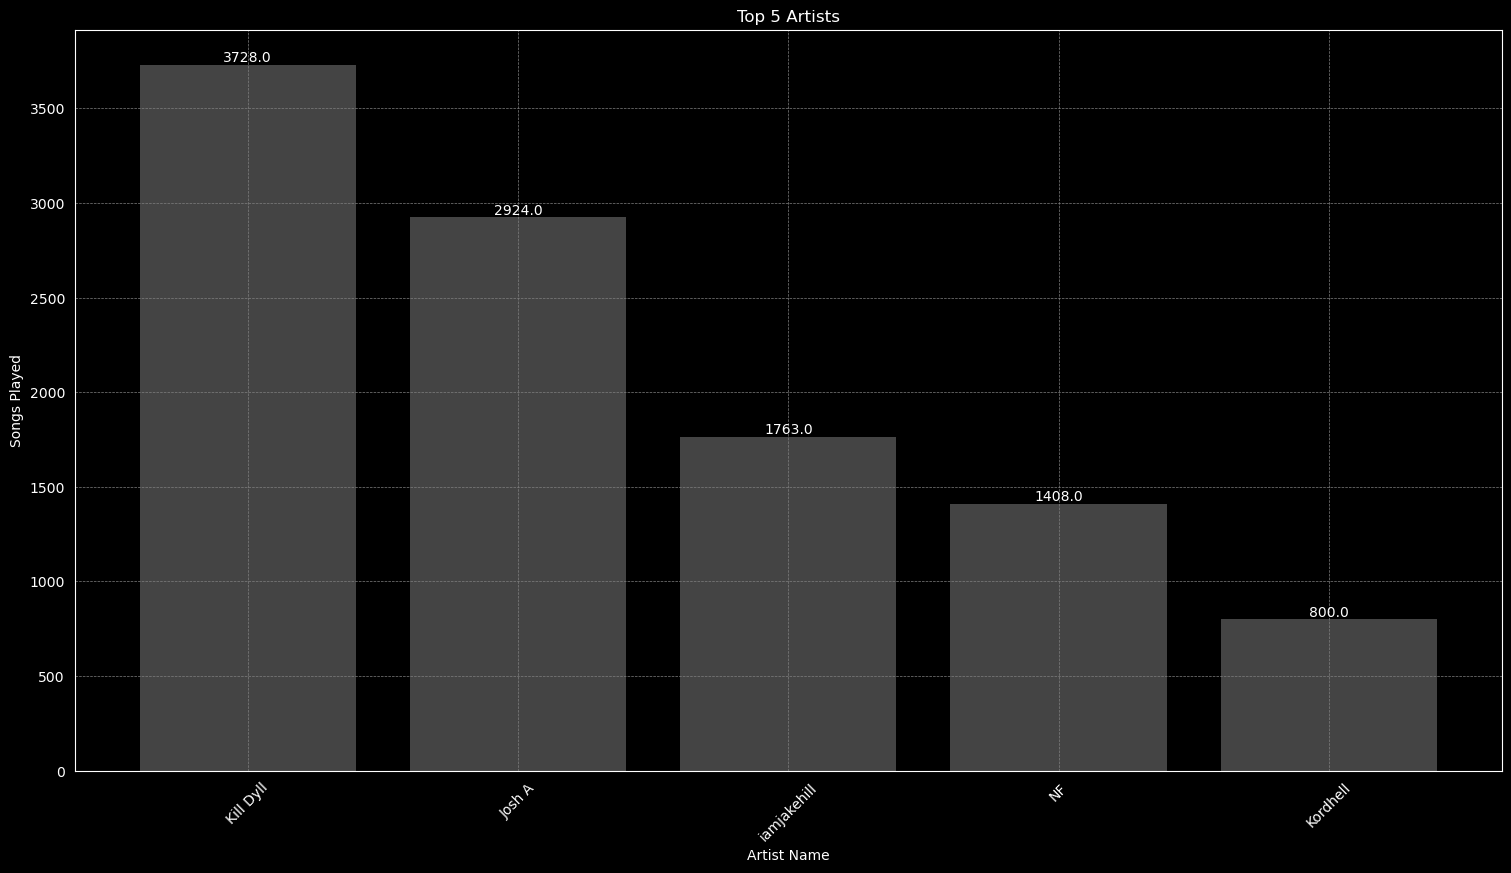 Top 5 Artists
3728.0
3500
3000
2924.0
2500
2000
1763.0
1500
1408.0
1000
800.0
500
0
Songs Played
Kill Dyll
Josh A
iamjakehill
NF
Kordhell
Artist Name